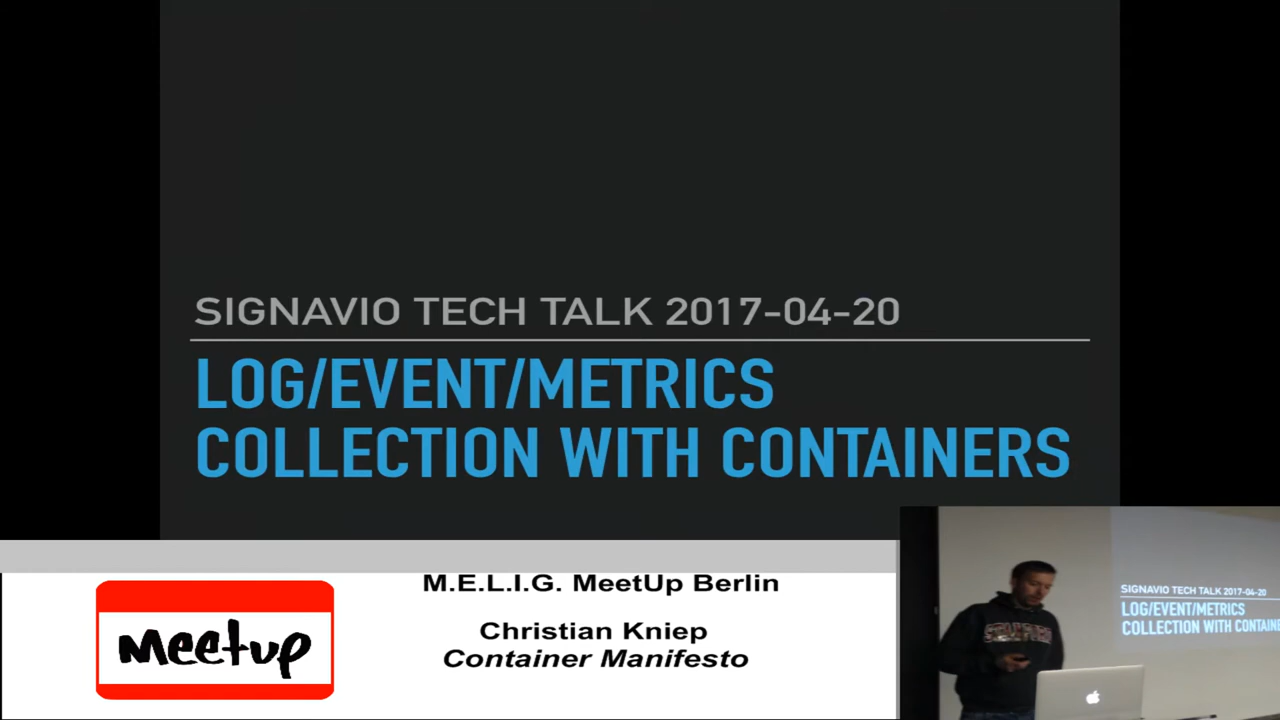 SIGNAVIO TECH TALK 2017-04-20
LOG/EVENT/METRICS
COLLECTION WITH CONTAINERS
M.E.L.I.G. MeetUp Berlin
Meetup
Christian Kniep
Container Manifesto
SIGNAVIO TECH TALK 2017-04-20
LOG/EVENT/METRICS
COLLECTION WITH CONTAINE